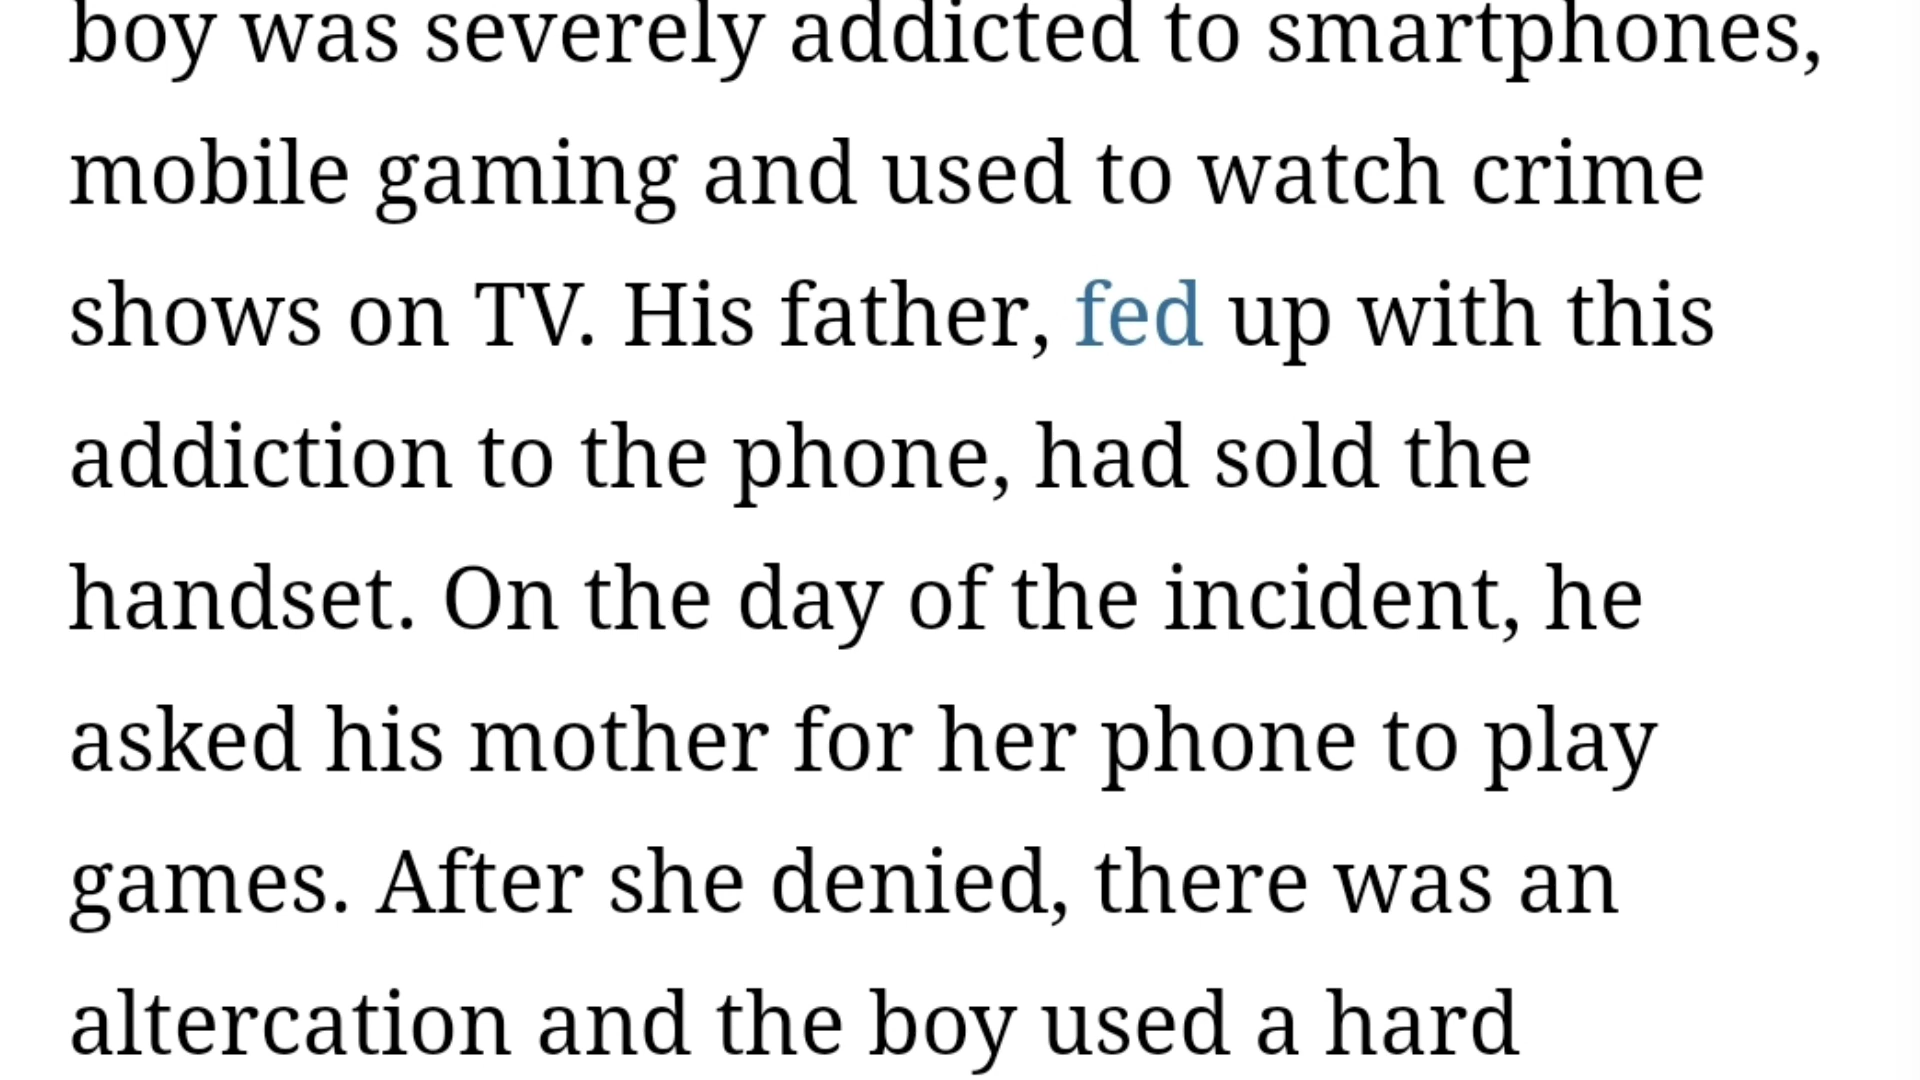 boy was severely addicted to smartphones,
mobile gaming and used to watch crime
shows on TV. His father, fed up with this
addiction to the phone, had sold the
handset. On the day of the incident, he
asked his mother for her phone to play
games. After she denied, there was an
altercation and the boy used a hard